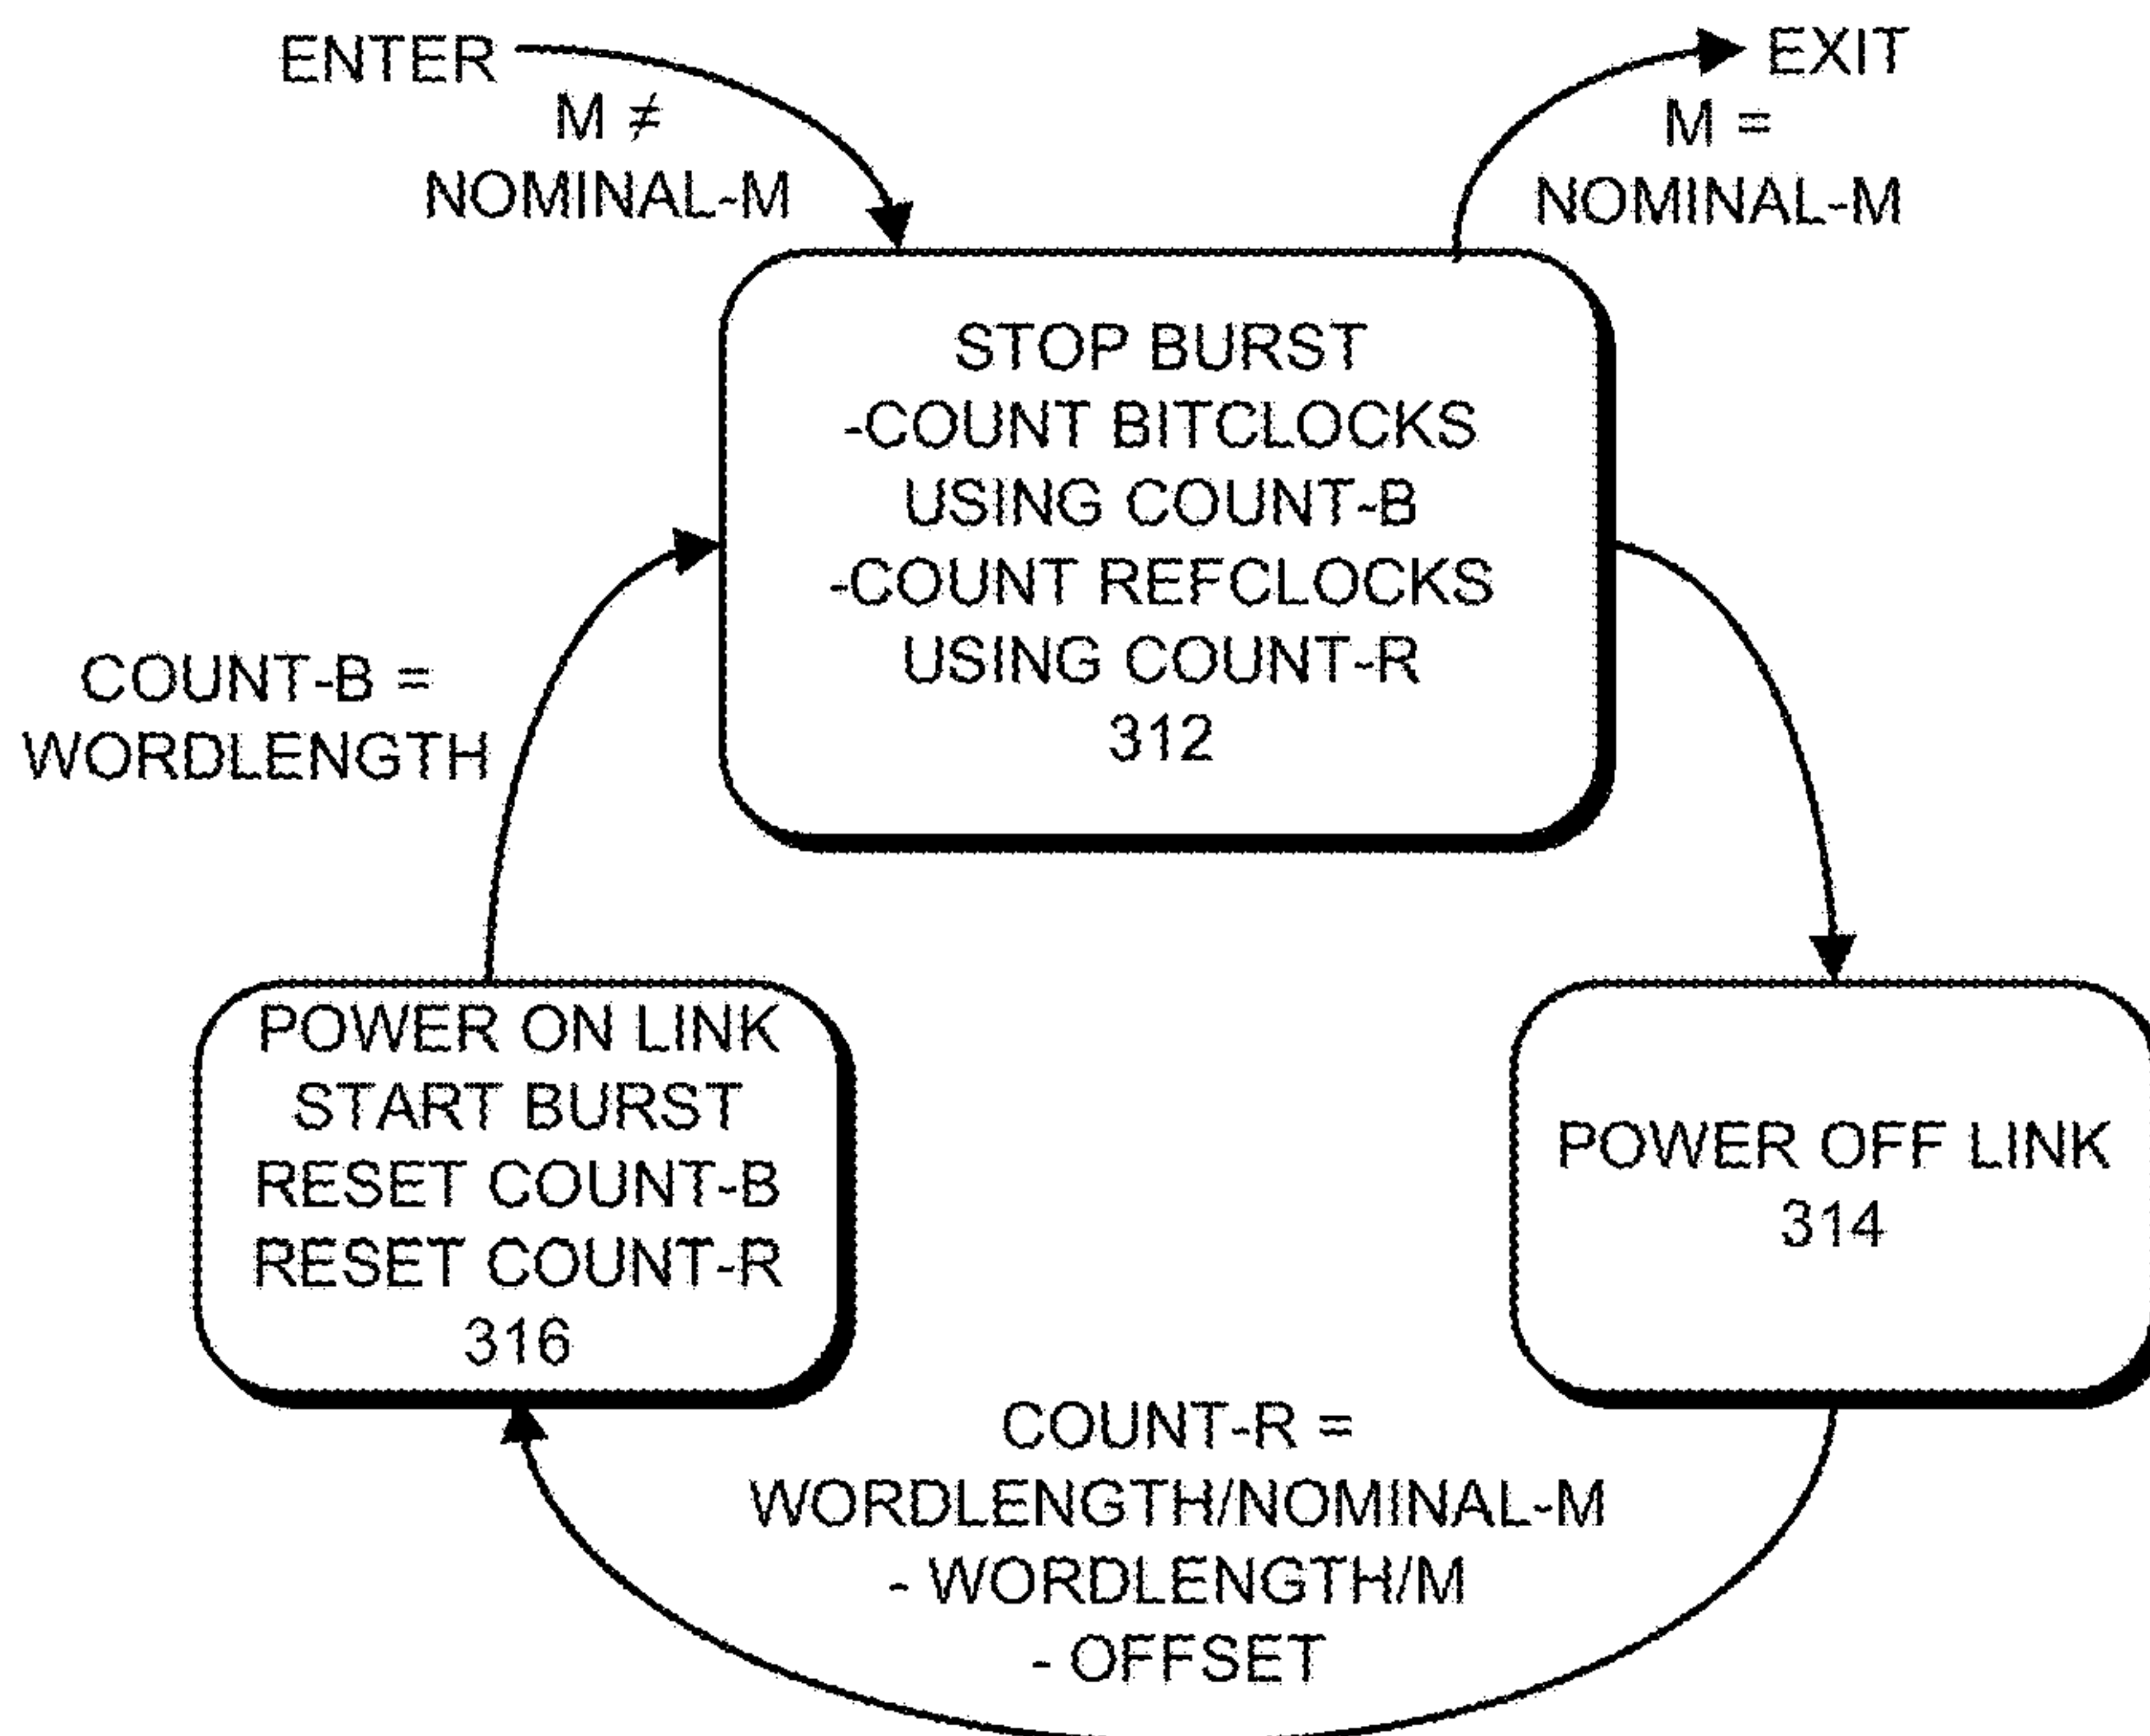 ENTER
M ≠
NOMINAL-M
EXIT
M =
NOMINAL-M
STOP BURST
-COUNT BITCLOCKS
USING COUNT-B
-COUNT REFCLOCKS
USING COUNT-R
312
COUNT-B =
WORDLENGTH
POWER ON LINK
START BURST
RESET COUNT-B
RESET COUNT-R
316
POWER OFF LINK
314
COUNT-R =
WORDLENGTH/NOMINAL-M
- WORDLENGTH/M
- OFFSET